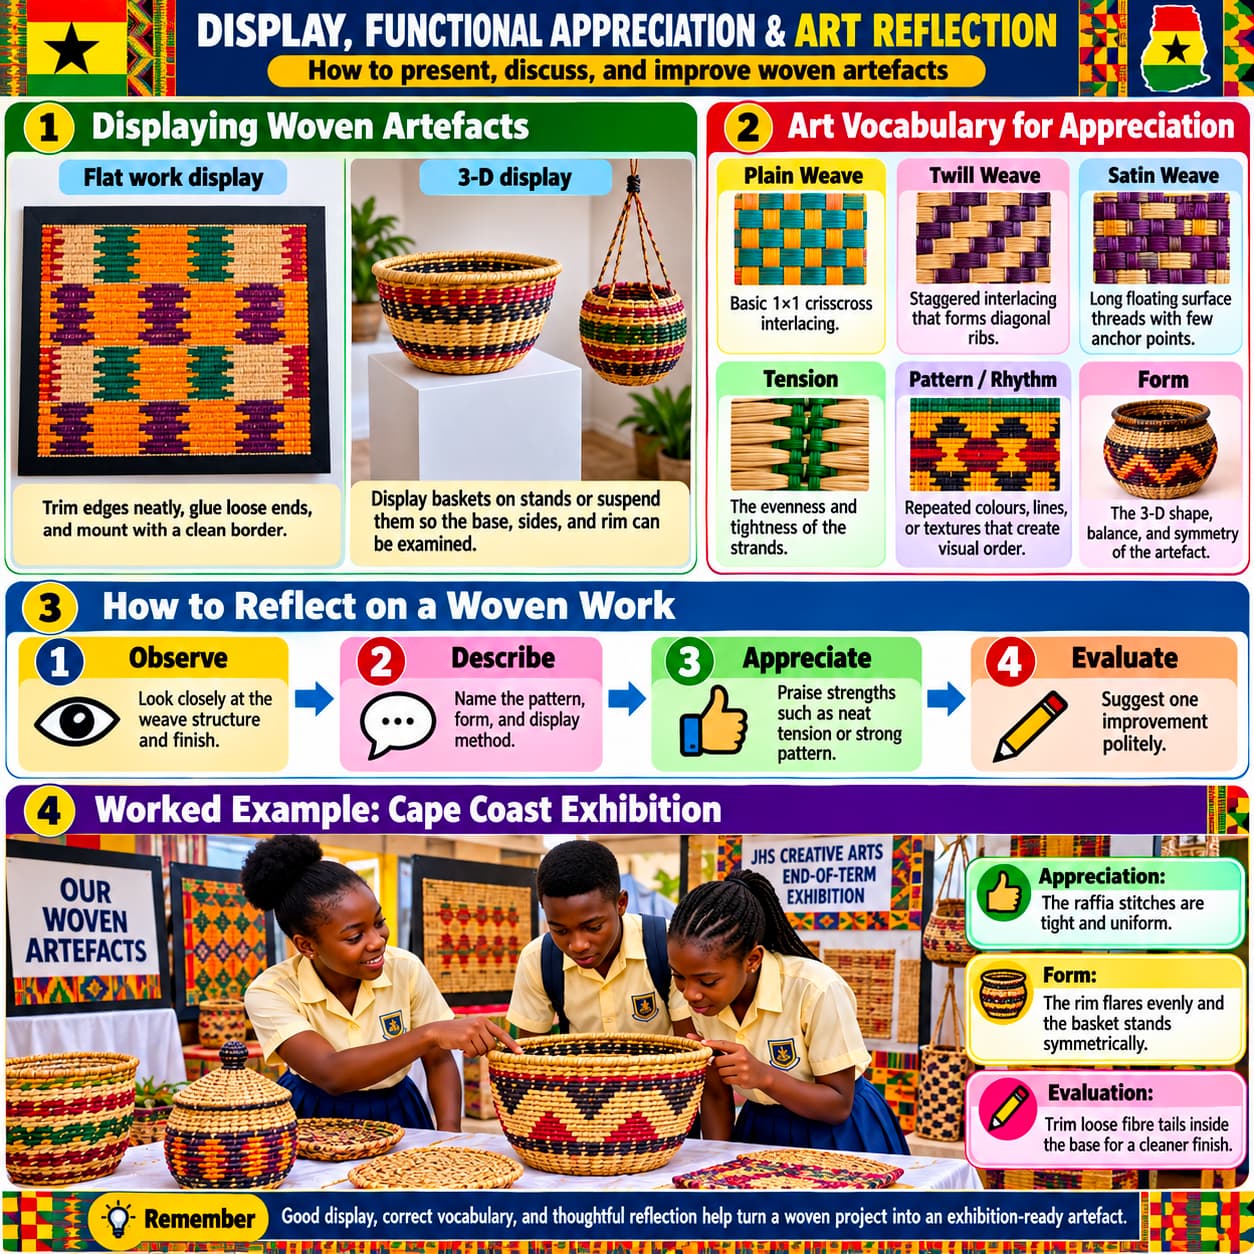 DISPLAY, FUNCTIONAL APPRECIATION & ART REFLECTION
How to present, discuss, and improve woven artefacts
1 Displaying Woven Artefacts
Flat work display
Trim edges neatly, glue loose ends,
and mount with a clean border.
3-D display
Display baskets on stands or suspend
them so the base, sides, and rim can
be examined.
2 Art Vocabulary for Appreciation
Plain Weave
Basic 1×1 crisscross
interlacing.
Twill Weave
Staggered interlacing
that forms diagonal
ribs.
Satin Weave
Long floating surface
threads with few
anchor points.
Tension
The evenness and
tightness of the
strands.
Pattern / Rhythm
Repeated colours, lines,
or textures that create
visual order.
Form
The 3-D shape,
balance, and symmetry
of the artefact.
3 How to Reflect on a Woven Work
1 Observe
Look closely at the
weave structure
and finish.
2 Describe
Name the pattern,
form, and display
method.
3 Appreciate
Praise strengths
such as neat
tension or strong
pattern.
4 Evaluate
Suggest one
improvement
politely.
4 Worked Example: Cape Coast Exhibition
OUR
WOVEN
ARTEFACTS
JHS CREATIVE ARTS
END-OF-TERM
EXHIBITION
Appreciation:
The raffia stitches are
tight and uniform.
Form:
The rim flares evenly and
the basket stands
symmetrically.
Evaluation:
Trim loose fibre tails inside
the base for a cleaner finish.
Remember
Good display, correct vocabulary, and thoughtful reflection help turn a woven project into an exhibition-ready artefact.